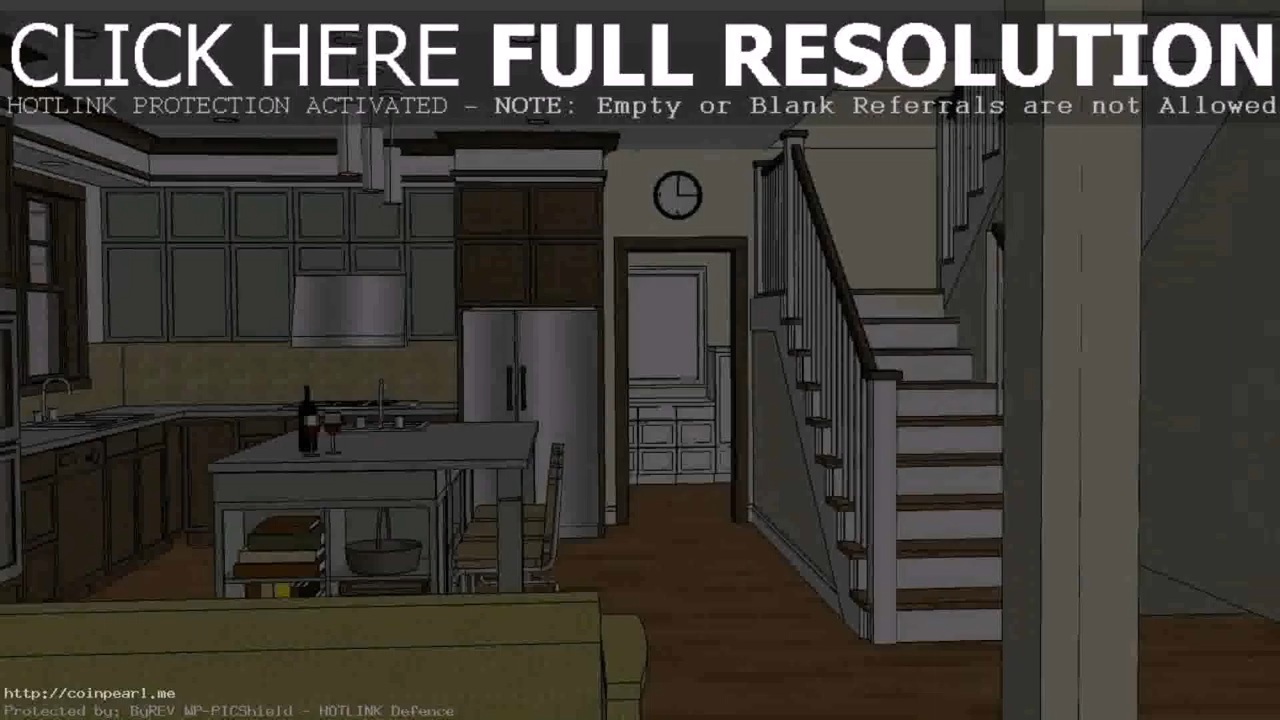 CLICK HERE FULL RESOLUTION
HOTLINK PROTECTION ACTIVATED - NOTE: Empty or Blank Referrals are not Allowed
http://coinpearl.me
Protected by: ByREV WP-PICShield - HOTLINK Defence